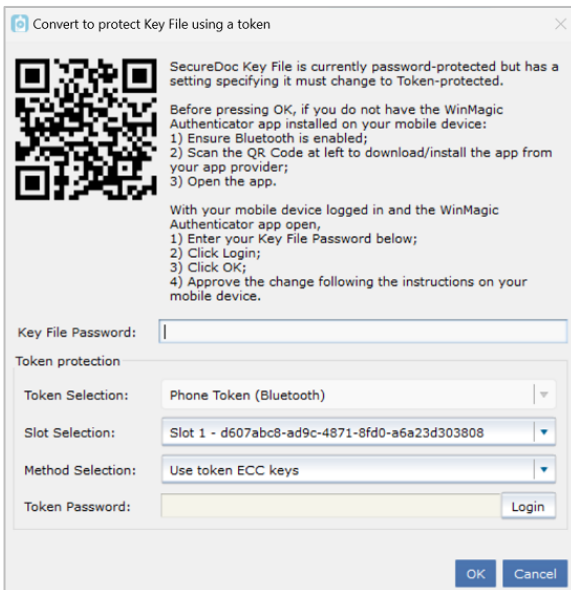 Convert to protect Key File using a token
SecureDoc Key File is currently password-protected but has a
setting specifying it must change to Token-protected.
Before pressing OK, if you do not have the WinMagic
Authenticator app installed on your mobile device:
1) Ensure Bluetooth is enabled;
2) Scan the QR Code at left to download/install the app from
your app provider;
3) Open the app.
With your mobile device logged in and the WinMagic
Authenticator app open,
1) Enter your Key File Password below;
2) Click Login;
3) Click OK;
4) Approve the change following the instructions on your
mobile device.
Key File Password:
Token protection
Token Selection: Phone Token (Bluetooth)
Slot Selection: Slot 1 - d607abc8-ad9c-4871-8fd0-a6a23d303808
Method Selection: Use token ECC keys
Token Password: Login
OK Cancel